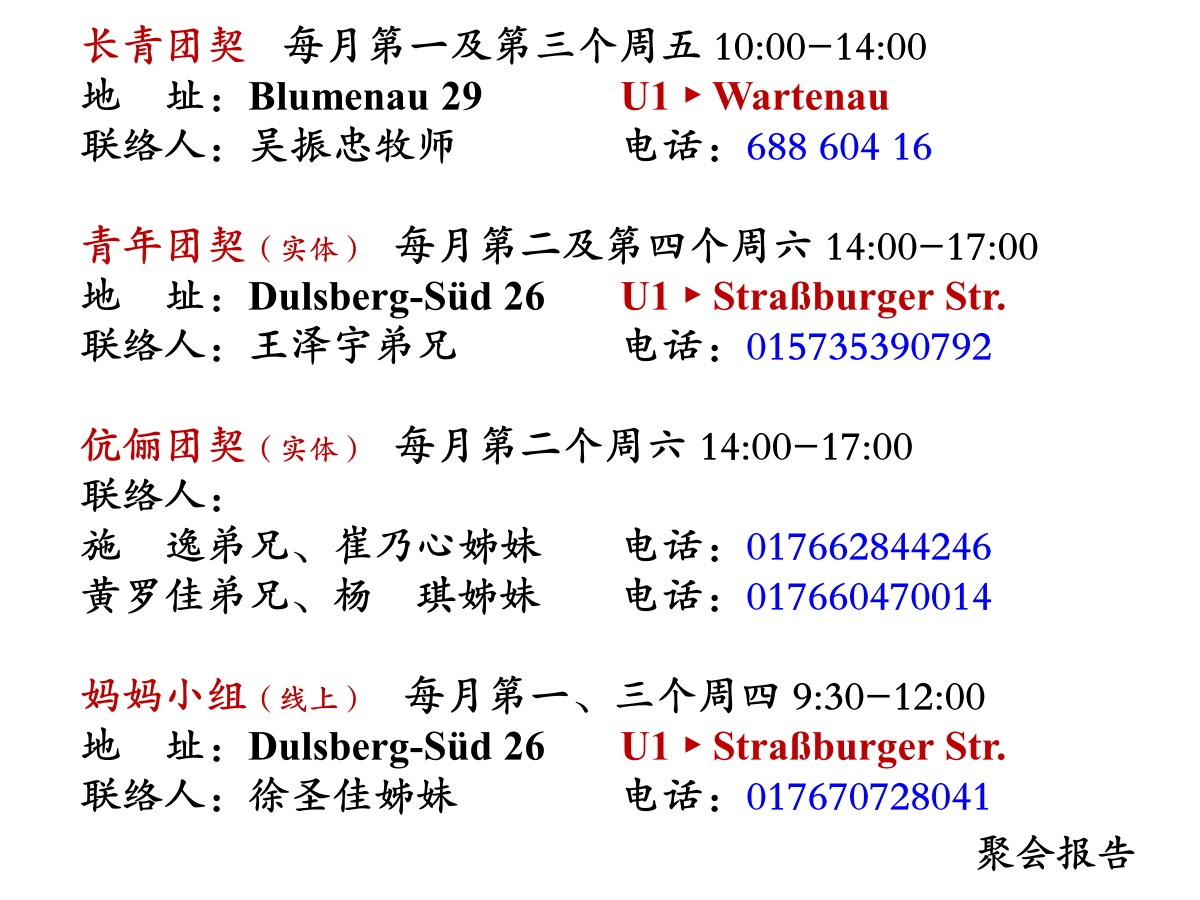 长青团契 每月第一及第三个周五 10:00−14:00
地 址：Blumenau 29 U1 ▸ Wartenau
联络人：吴振忠牧师 电话：688 604 16
青年团契（实体） 每月第二及第四个周六 14:00−17:00
地 址：Dulsberg-Süd 26 U1 ▸ Straßburger Str.
联络人：王泽宇弟兄 电话：015735390792
伉俪团契（实体） 每月第二个周六 14:00−17:00
联络人：
施 逸弟兄、崔乃心姊妹 电话：017662844246
黄罗佳弟兄、杨 琪姊妹 电话：017660470014
妈妈小组（线上） 每月第一、三个周四 9:30−12:00
地 址：Dulsberg-Süd 26 U1 ▸ Straßburger Str.
联络人：徐圣佳姊妹 电话：017670728041
聚会报告